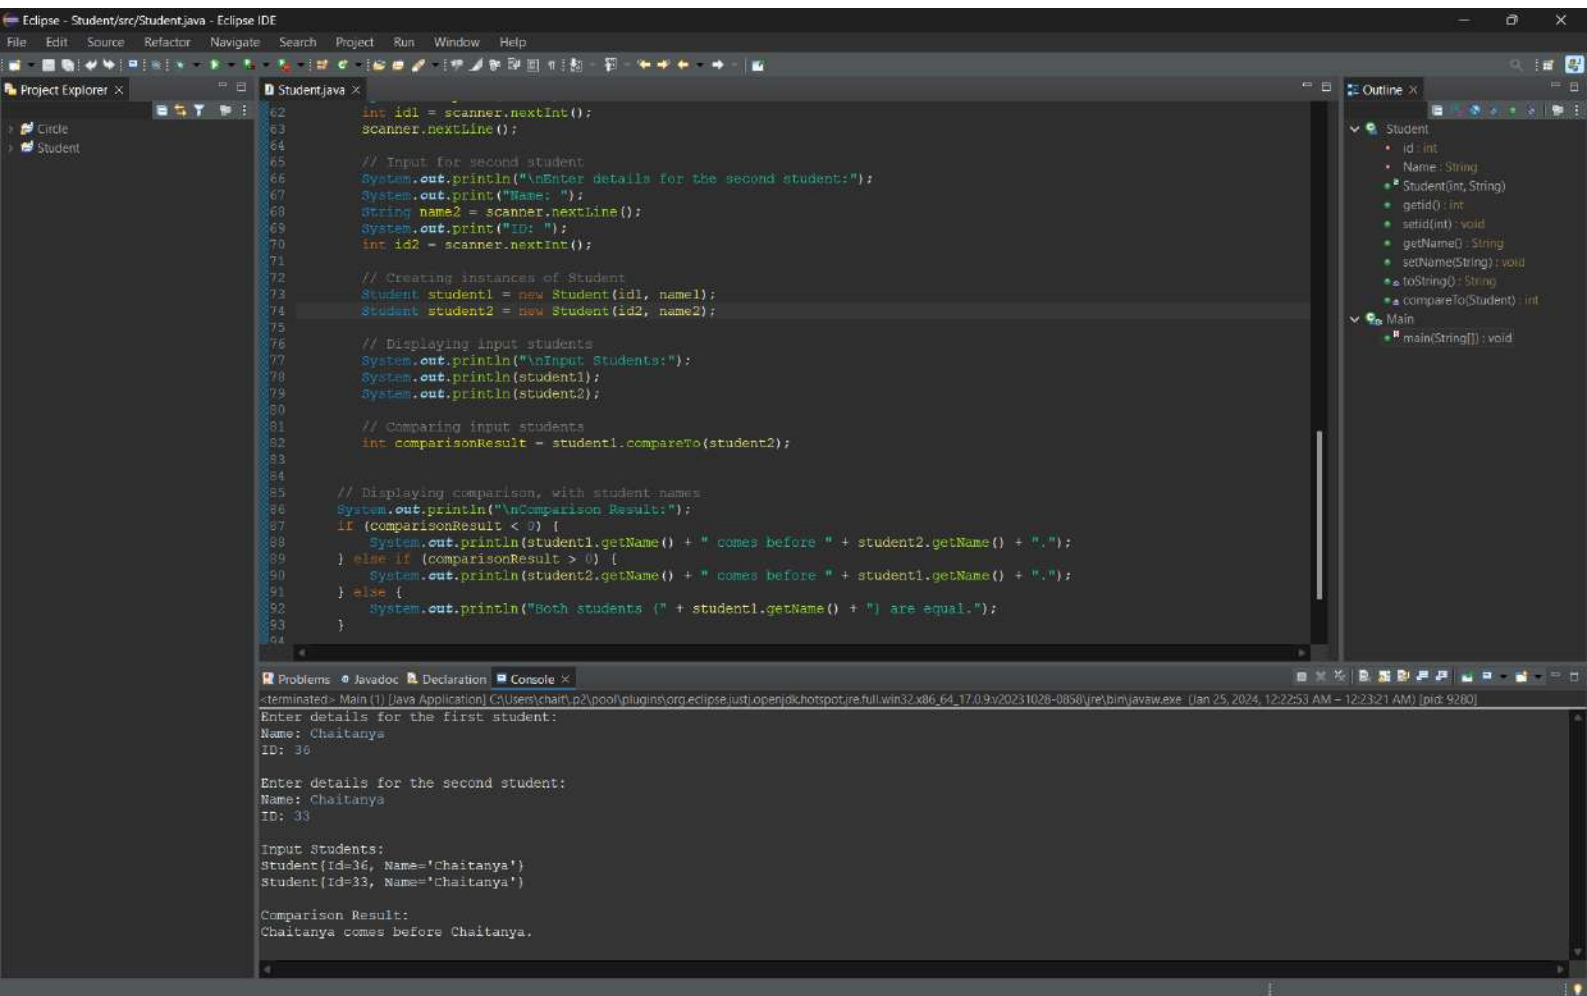 Eclipse - Student/src/Student.java - Eclipse IDE
File Edit Source Refactor Navigate Search Project Run Window Help
Project Explorer
Circle
Student
Student.java
62 int id1 = scanner.nextInt();
63 scanner.nextLine();
64
65 // Input for second student
66 System.out.println("\nEnter details for the second student:");
67 System.out.print("Name: ");
68 String name2 = scanner.nextLine();
69 System.out.print("ID: ");
70 int id2 = scanner.nextInt();
71
72 // Creating instances of Student
73 Student student1 = new Student(id1, name1);
74 Student student2 = new Student(id2, name2);
75
76 // Displaying input students
77 System.out.println("\nInput Students:");
78 System.out.println(student1);
79 System.out.println(student2);
80
81 // Comparing input students
82 int comparisonResult = student1.compareTo(student2);
83
84
85 // Displaying comparison, with student names
86 System.out.println("\nComparison Result:");
87 if (comparisonResult < 0) {
88 System.out.println(student1.getName() + " comes before " + student2.getName() + ".");
89 } else if (comparisonResult > 0) {
90 System.out.println(student2.getName() + " comes before " + student1.getName() + ".");
91 } else {
92 System.out.println("Both students (" + student1.getName() + ") are equal.");
93 }
94
Outline
Student
id : int
Name : String
Student(int, String)
getid() : int
setid(int) : void
getName() : String
setName(String) : void
toString() : String
compareTo(Student) : int
Main
main(String[]) : void
Problems Javadoc Declaration Console
<terminated> Main (1) [Java Application] C:\Users\chait\.p2\pool\plugins\org.eclipse.justj.openjdk.hotspot.jre.full.win32.x86_64_17.0.9.v20231028-0858\jre\bin\javaw.exe (Jan 25, 2024, 12:22:53 AM – 12:23:21 AM) [pid: 9280]
Enter details for the first student:
Name: Chaitanya
ID: 36
Enter details for the second student:
Name: Chaitanya
ID: 33
Input Students:
Student{Id=36, Name='Chaitanya'}
Student{Id=33, Name='Chaitanya'}
Comparison Result:
Chaitanya comes before Chaitanya.